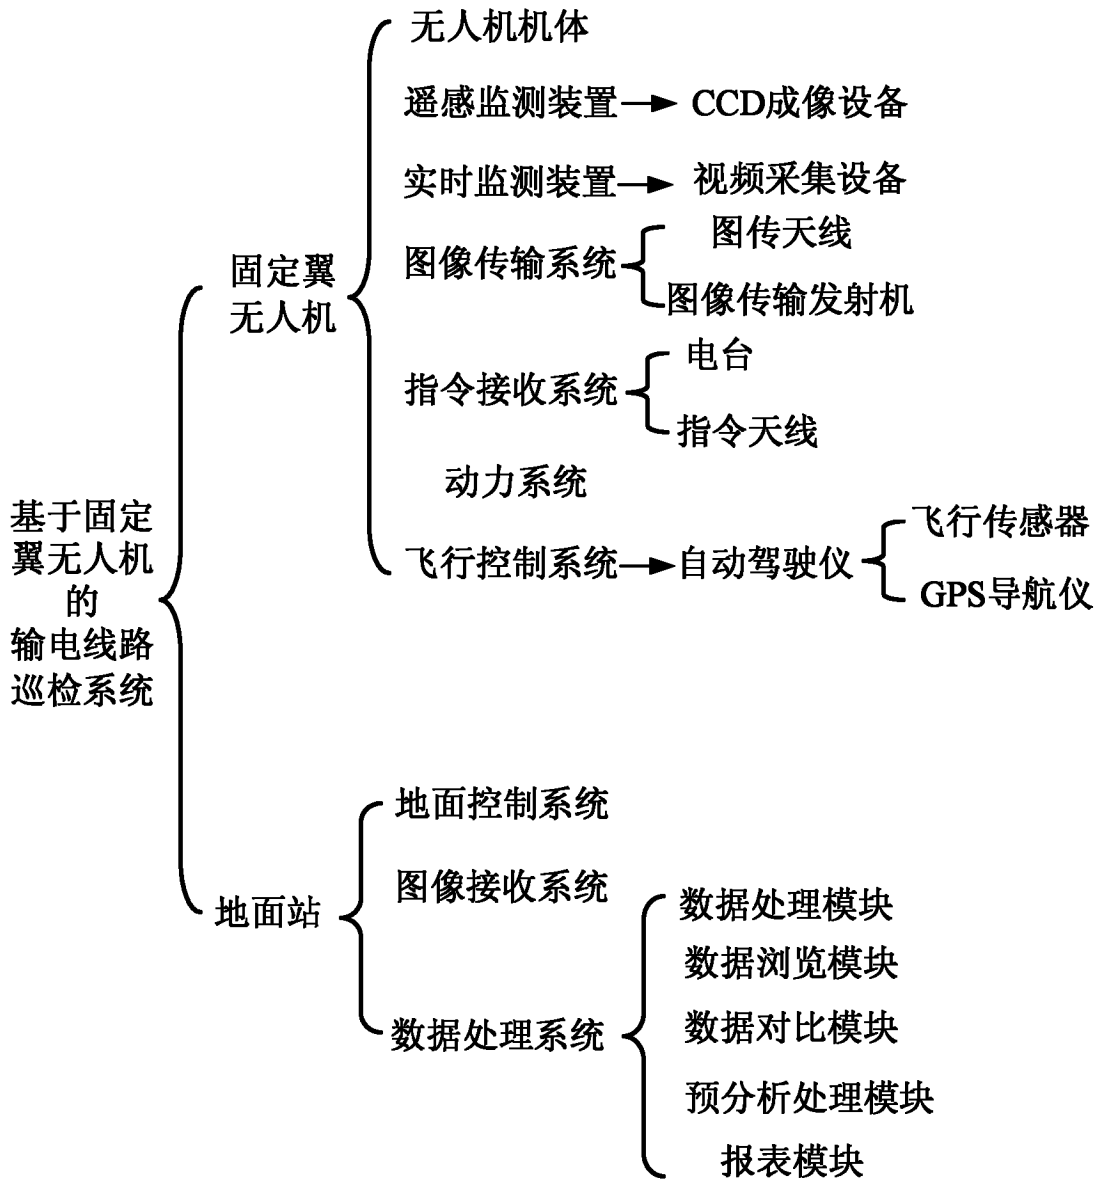 基于固定
翼无人机
的
输电线路
巡检系统
固定翼
无人机
无人机机体
遥感监测装置
CCD成像设备
实时监测装置
视频采集设备
图像传输系统
图传天线
图像传输发射机
指令接收系统
电台
指令天线
动力系统
飞行控制系统
自动驾驶仪
飞行传感器
GPS导航仪
地面站
地面控制系统
图像接收系统
数据处理系统
数据处理模块
数据浏览模块
数据对比模块
预分析处理模块
报表模块